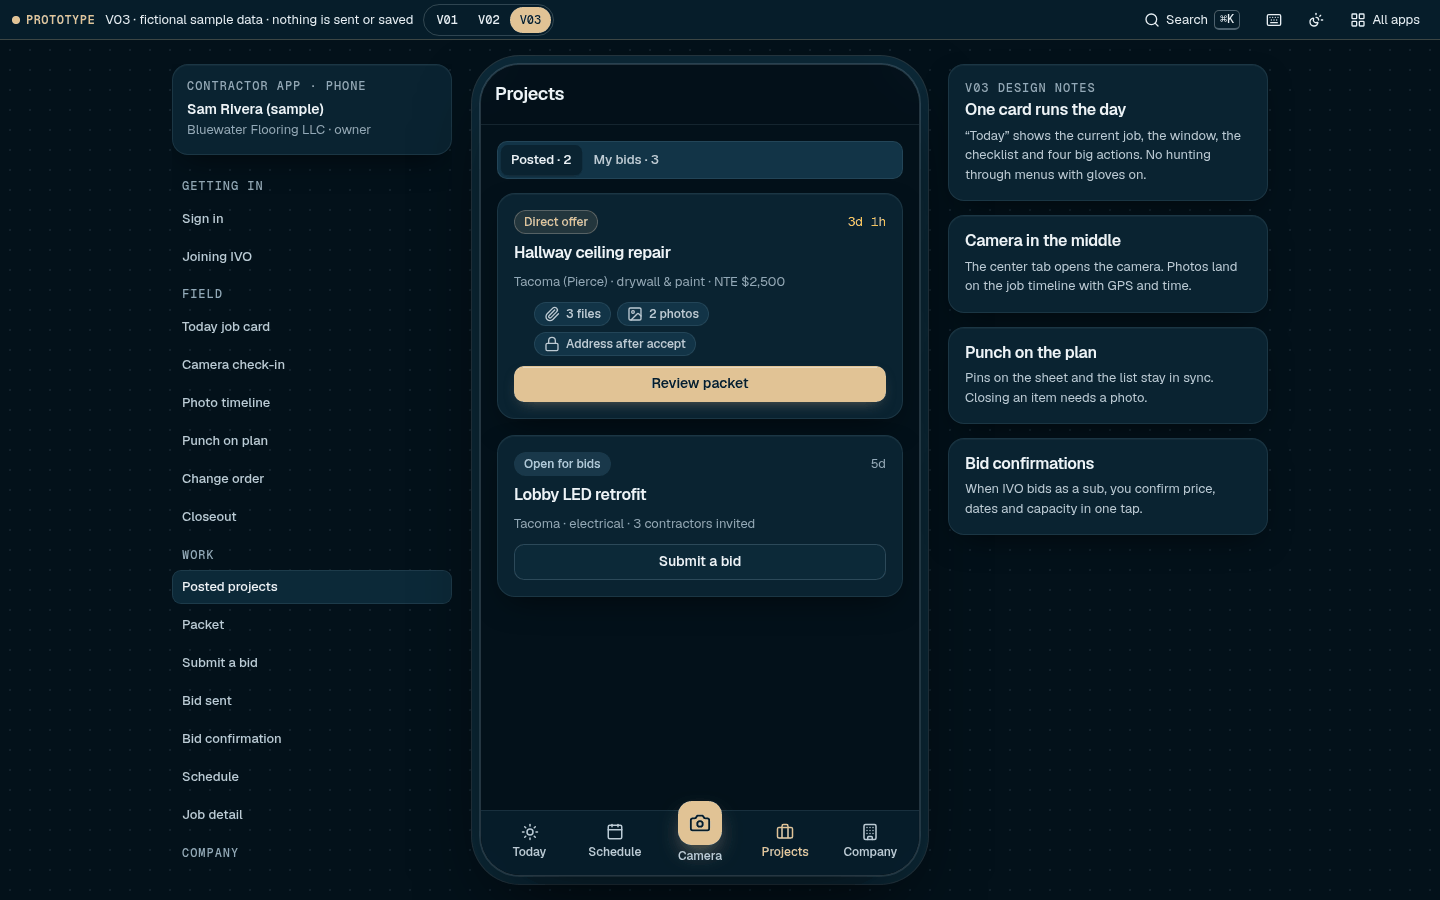 PROTOTYPE V03 · fictional sample data · nothing is sent or saved V01 V02 V03 Search ⌘K All apps
CONTRACTOR APP · PHONE
Sam Rivera (sample)
Bluewater Flooring LLC · owner
GETTING IN
Sign in
Joining IVO
FIELD
Today job card
Camera check-in
Photo timeline
Punch on plan
Change order
Closeout
WORK
Posted projects
Packet
Submit a bid
Bid sent
Bid confirmation
Schedule
Job detail
COMPANY
Projects
Posted · 2 My bids · 3
Direct offer 3d 1h
Hallway ceiling repair
Tacoma (Pierce) · drywall & paint · NTE $2,500
3 files 2 photos
Address after accept
Review packet
Open for bids 5d
Lobby LED retrofit
Tacoma · electrical · 3 contractors invited
Submit a bid
Today Schedule Camera Projects Company
V03 DESIGN NOTES
One card runs the day
“Today” shows the current job, the window, the
checklist and four big actions. No hunting
through menus with gloves on.
Camera in the middle
The center tab opens the camera. Photos land
on the job timeline with GPS and time.
Punch on the plan
Pins on the sheet and the list stay in sync.
Closing an item needs a photo.
Bid confirmations
When IVO bids as a sub, you confirm price,
dates and capacity in one tap.